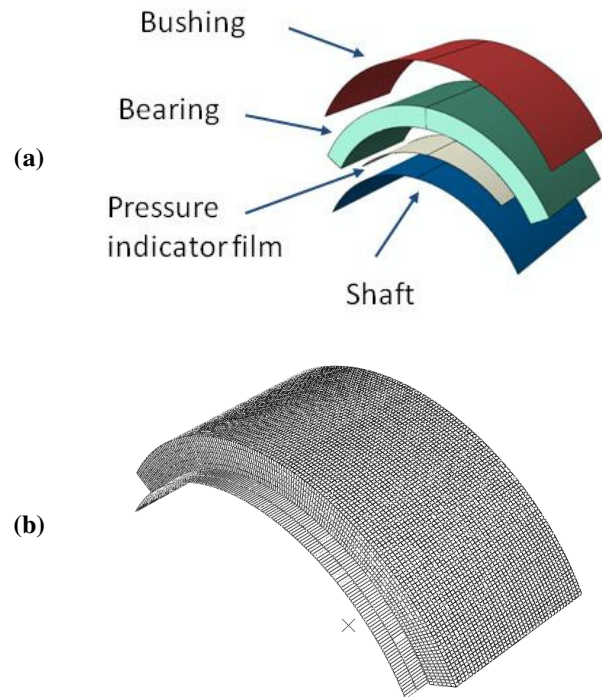 Bushing
Bearing
(a)
Pressure
indicator film
Shaft
(b)